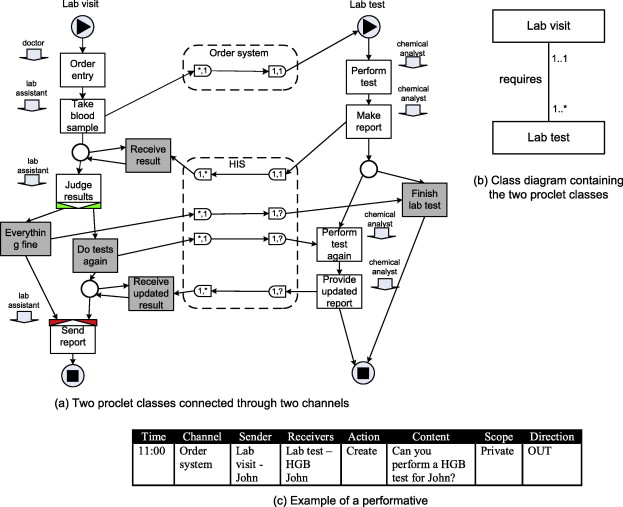 Lab visit
Lab test
doctor
Order
entry
Order system
*,1
1,1
chemical
analyst
Perform
test
lab
assistant
Take
blood
sample
chemical
analyst
Make
report
Receive
result
HIS
1,*
1,1
lab
assistant
Judge
results
Finish
lab test
*,1
1,?
Everythin
g fine
Do tests
again
*,1
1,?
chemical
analyst
Perform
test
again
Receive
updated
result
1,*
1,?
chemical
analyst
Provide
updated
report
lab
assistant
Send
report
(a) Two proclet classes connected through two channels
Lab visit
1..1
requires
1..*
Lab test
(b) Class diagram containing
the two proclet classes
Time Channel Sender Receivers Action Content Scope Direction
11:00 Order Lab Lab test – Create Can you Private OUT
system visit - HGB perform a HGB
John John test for John?
(c) Example of a performative